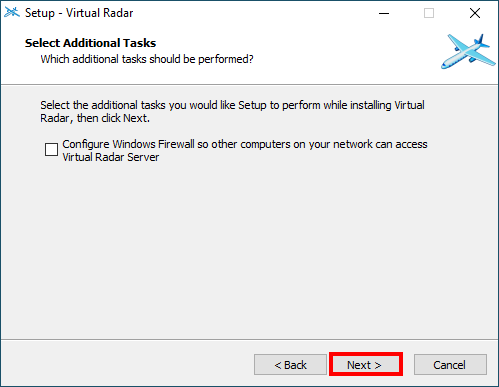 Setup - Virtual Radar
Select Additional Tasks
Which additional tasks should be performed?
Select the additional tasks you would like Setup to perform while installing Virtual
Radar, then click Next.
Configure Windows Firewall so other computers on your network can access
Virtual Radar Server
< Back
Next >
Cancel